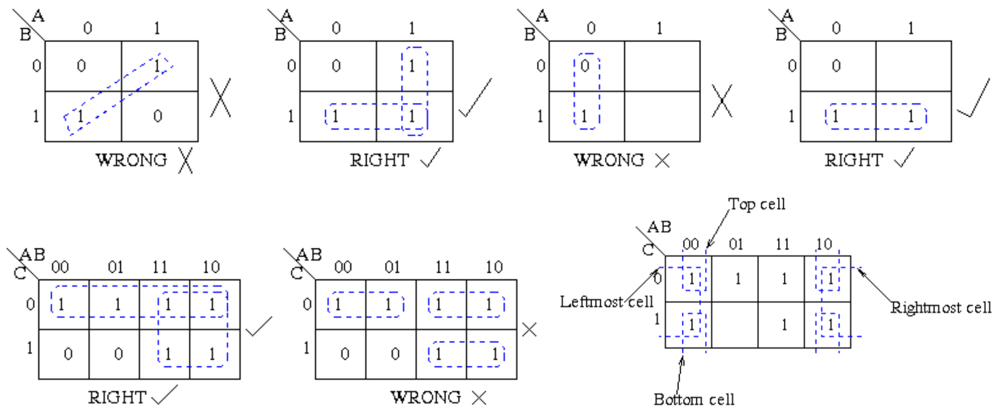 A A A A
B 0 1 B 0 1 B 0 1 B 0 1
0 0 1 0 0 1 0 0 0 0
1 1 0 1 1 1 1 1 1 1 1
WRONG RIGHT WRONG RIGHT
Top cell
AB
C 00 01 11 10
0 1 1 1 1
Leftmost cell
Rightmost cell
1 1 1 1
Bottom cell
AB
C 00 01 11 10
0 1 1 1 1
1 0 0 1 1
RIGHT
AB
C 00 01 11 10
0 1 1 1 1
1 0 0 1 1
WRONG